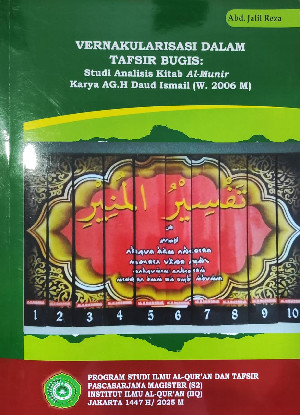 Abd. Jalil Reza
VERNAKULARISASI DALAM
TAFSIR BUGIS:
Studi Analisis Kitab Al-Munir
Karya AG.H Daud Ismail (W. 2006 M)
تفسير المنير
1 2 3 4 5 6 7 8 9 10
PROGRAM STUDI ILMU AL-QUR'AN DAN TAFSIR
PASCASARJANA MAGISTER (S2)
INSTITUT ILMU AL-QUR'AN (IIQ)
JAKARTA 1447 H/ 2025 M